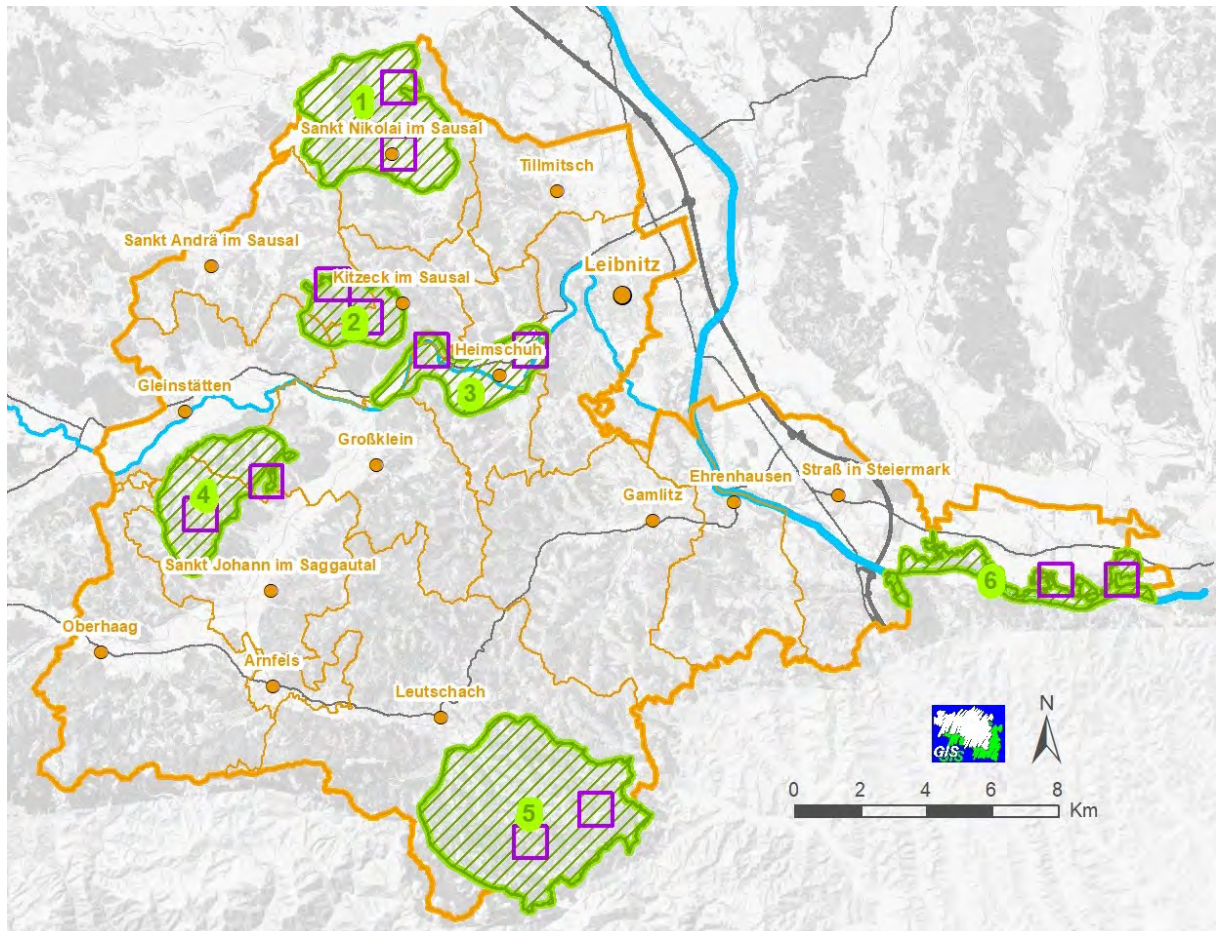 1
Sankt Nikolai im Sausal
Tillmitsch
Sankt Andrä im Sausal
Leibnitz
Kitzeck im Sausal
2
Heimschuh
3
Gleinstätten
Großklein
4
Ehrenhausen
Straß in Steiermark
Gamlitz
Sankt Johann im Saggautal
6
Oberhaag
Arnfels
Leutschach
5
N
GIS
GIS
0 2 4 6 8
Km